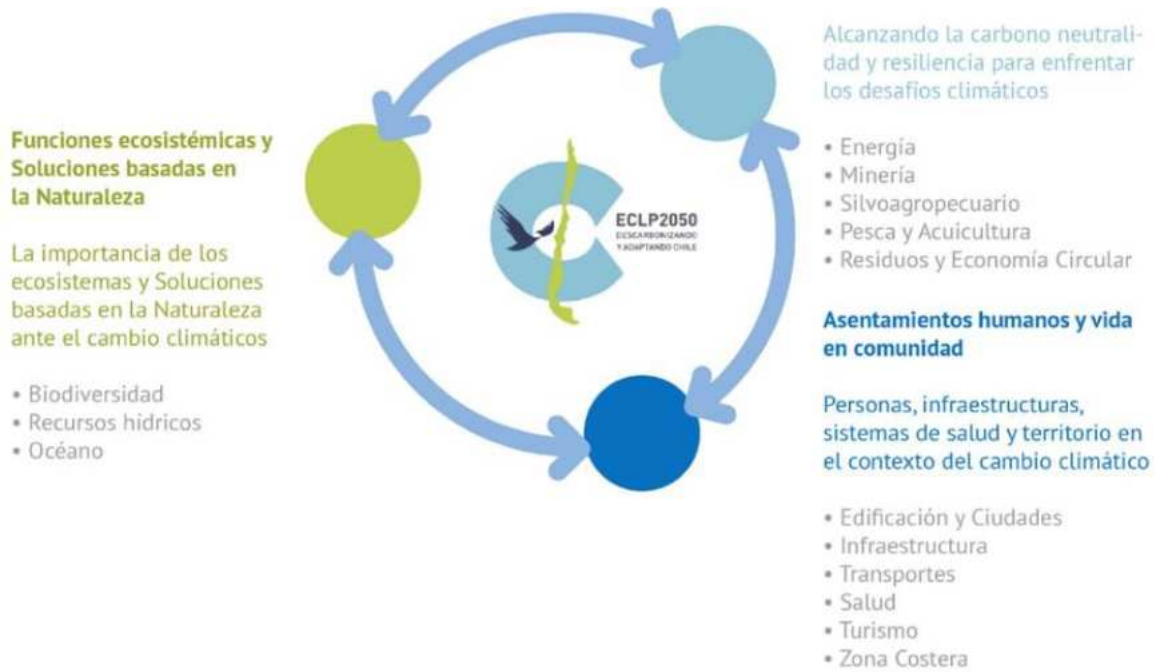 Funciones ecosistémicas y
Soluciones basadas en
la Naturaleza
La importancia de los
ecosistemas y Soluciones
basadas en la Naturaleza
ante el cambio climáticos
• Biodiversidad
• Recursos hídricos
• Océano
ECLP2050
DESCARBONIZANDO
Y ADAPTANDO CHILE
Alcanzando la carbono neutrali-
dad y resiliencia para enfrentar
los desafíos climáticos
• Energía
• Minería
• Silvoagropecuario
• Pesca y Acuicultura
• Residuos y Economía Circular
Asentamientos humanos y vida
en comunidad
Personas, infraestructuras,
sistemas de salud y territorio en
el contexto del cambio climático
• Edificación y Ciudades
• Infraestructura
• Transportes
• Salud
• Turismo
• Zona Costera